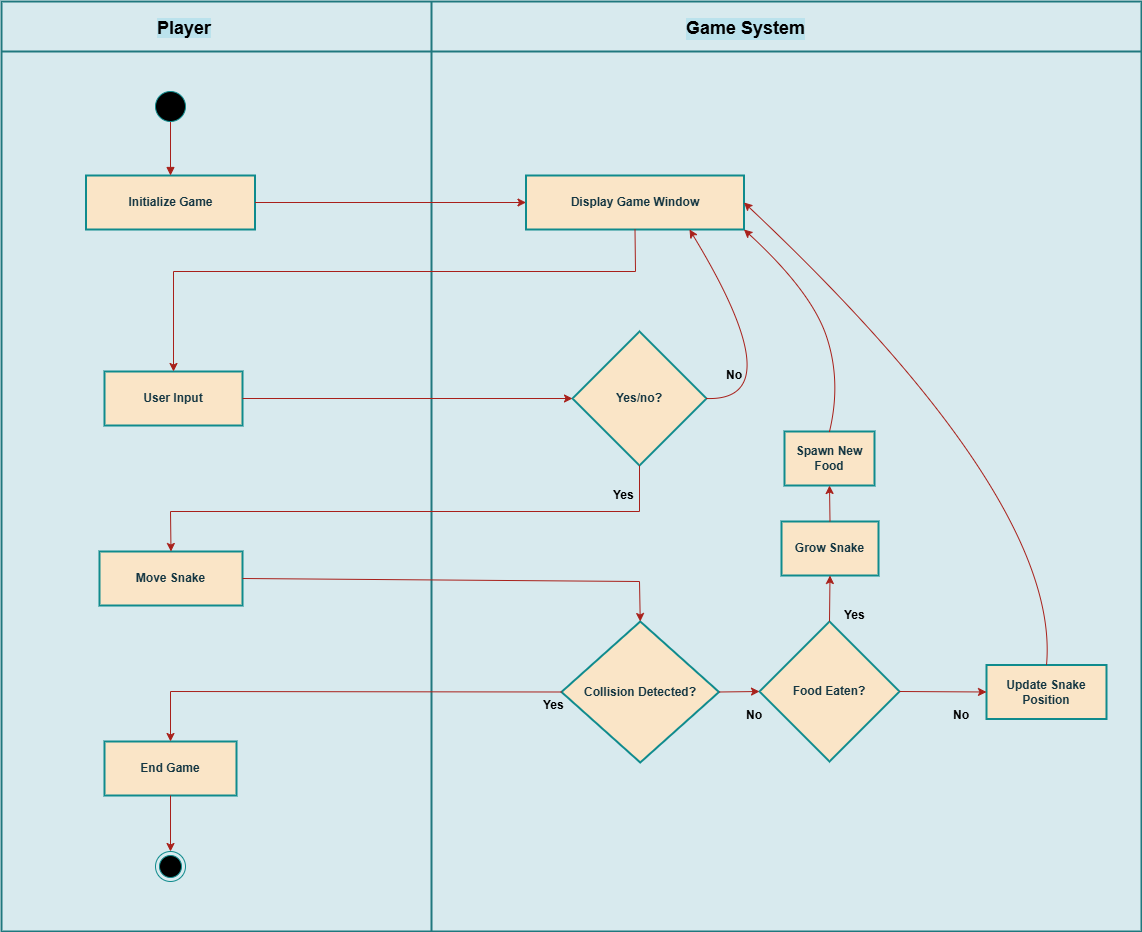 Player
Game System
Initialize Game
Display Game Window
User Input
Yes/no?
No
Yes
Spawn New
Food
Grow Snake
Yes
Move Snake
Collision Detected?
Yes
No
Food Eaten?
No
Update Snake
Position
End Game